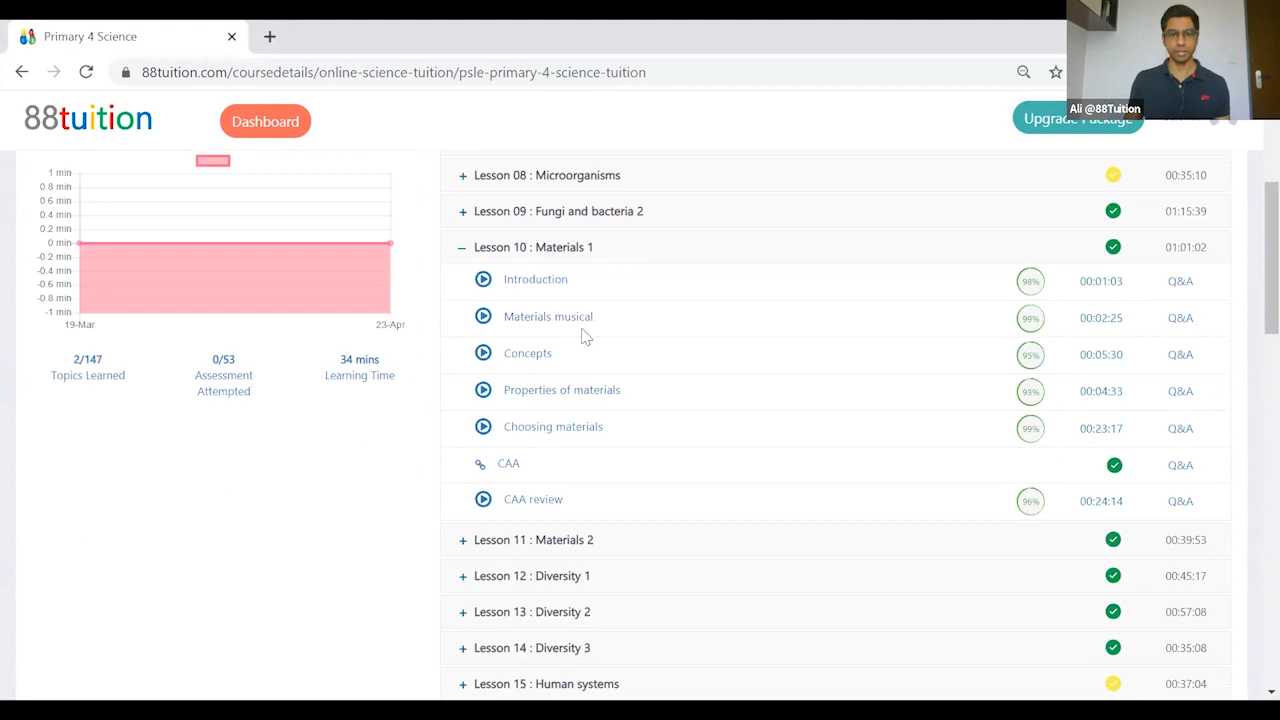 Primary 4 Science
88tuition.com/coursedetails/online-science-tuition/psle-primary-4-science-tuition
Ali @88Tuition
88tuition
Dashboard
Upgrade Package
1 min
0.8 min
0.6 min
0.4 min
0.2 min
0 min
-0.2 min
-0.4 min
-0.6 min
-0.8 min
-1 min
19-Mar 23-Apr
2/147 Topics Learned
0/53 Assessment Attempted
34 mins Learning Time
Lesson 08 : Microorganisms 00:35:10
Lesson 09 : Fungi and bacteria 2 01:15:39
Lesson 10 : Materials 1 01:01:02
Introduction 98% 00:01:03 Q&A
Materials musical 99% 00:02:25 Q&A
Concepts 95% 00:05:30 Q&A
Properties of materials 93% 00:04:33 Q&A
Choosing materials 99% 00:23:17 Q&A
CAA Q&A
CAA review 96% 00:24:14 Q&A
Lesson 11 : Materials 2 00:39:53
Lesson 12 : Diversity 1 00:45:17
Lesson 13 : Diversity 2 00:57:08
Lesson 14 : Diversity 3 00:35:08
Lesson 15 : Human systems 00:37:04